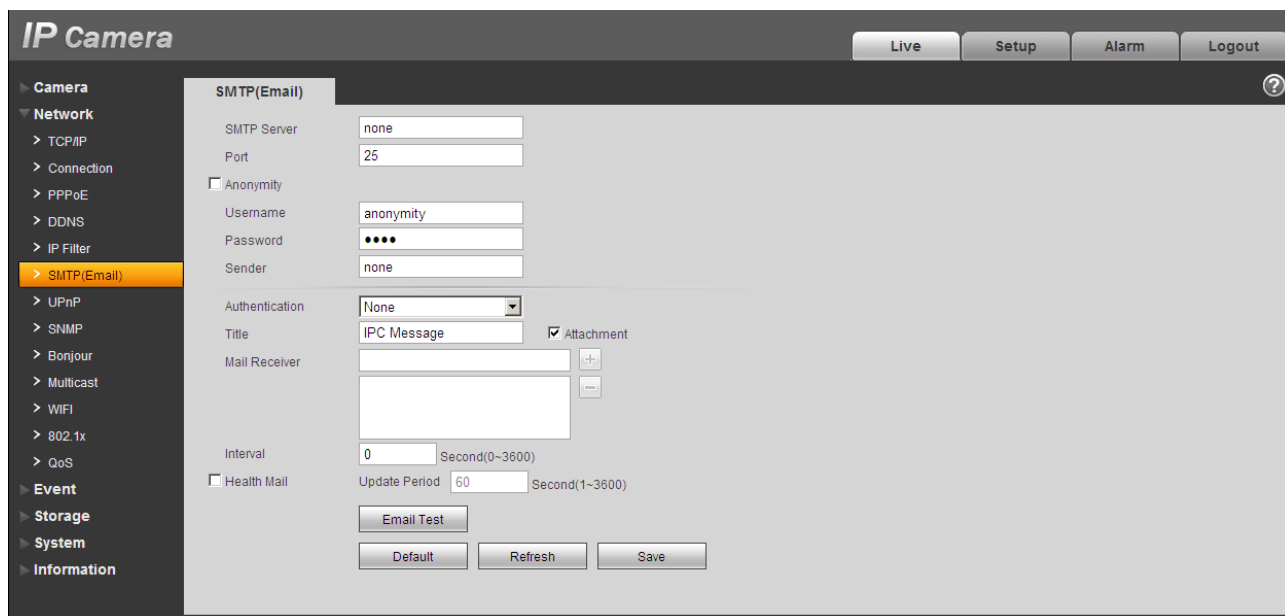 IP Camera
Live
Setup
Alarm
Logout
Camera
Network
> TCP/IP
> Connection
> PPPoE
> DDNS
> IP Filter
> SMTP(Email)
> UPnP
> SNMP
> Bonjour
> Multicast
> WIFI
> 802.1x
> QoS
Event
Storage
System
Information
SMTP(Email)
?
SMTP Server none
Port 25
Anonymity
Username anonymity
Password ●●●●
Sender none
Authentication None
Title IPC Message Attachment
Mail Receiver +
−
Interval 0 Second(0~3600)
Health Mail Update Period 60 Second(1~3600)
Email Test
Default Refresh Save